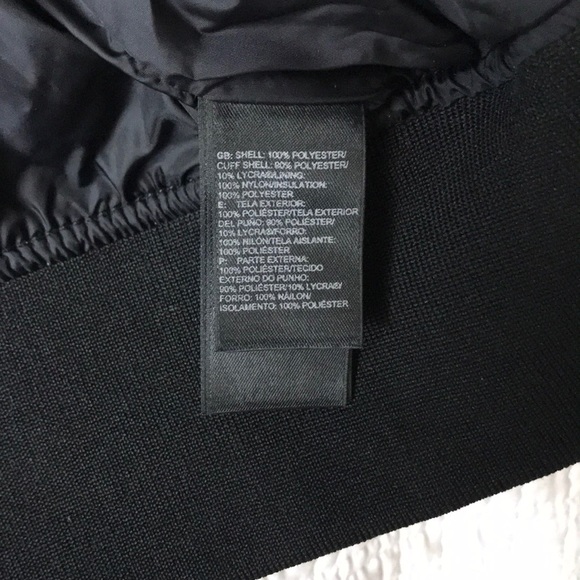 GB: SHELL: 100% POLYESTER/
CUFF SHELL: 90% POLYESTER/
10% LYCRA®/LINING:
100% NYLON/INSULATION:
100% POLYESTER
E: TELA EXTERIOR:
100% POLIÉSTER/TELA EXTERIOR
DEL PUÑO: 90% POLIÉSTER/
10% LYCRA®/FORRO:
100% NILÓN/TELA AISLANTE:
100% POLIÉSTER
P: PARTE EXTERNA:
100% POLIÉSTER/TECIDO
EXTERNO DO PUNHO:
90% POLIÉSTER/10% LYCRA®/
FORRO: 100% NÁILON/
ISOLAMENTO: 100% POLIÉSTER